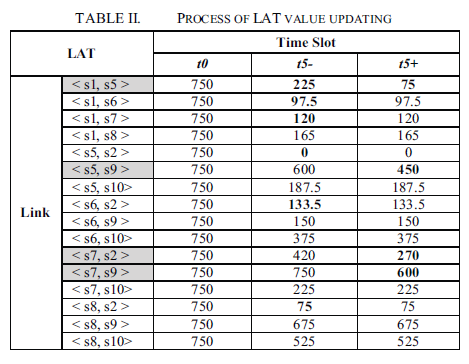 TABLE II. PROCESS OF LAT VALUE UPDATING
LAT Time Slot
t0 t5- t5+
Link
< s1, s5 > 750 225 75
< s1, s6 > 750 97.5 97.5
< s1, s7 > 750 120 120
< s1, s8 > 750 165 165
< s5, s2 > 750 0 0
< s5, s9 > 750 600 450
< s5, s10> 750 187.5 187.5
< s6, s2 > 750 133.5 133.5
< s6, s9 > 750 150 150
< s6, s10> 750 375 375
< s7, s2 > 750 420 270
< s7, s9 > 750 750 600
< s7, s10> 750 225 225
< s8, s2 > 750 75 75
< s8, s9 > 750 675 675
< s8, s10> 750 525 525